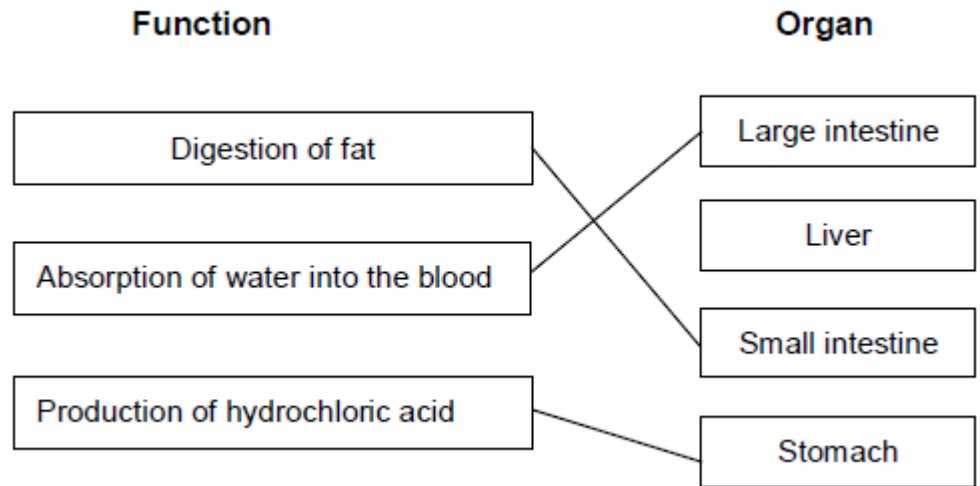 Function
Organ
Digestion of fat
Large intestine
Liver
Absorption of water into the blood
Small intestine
Production of hydrochloric acid
Stomach